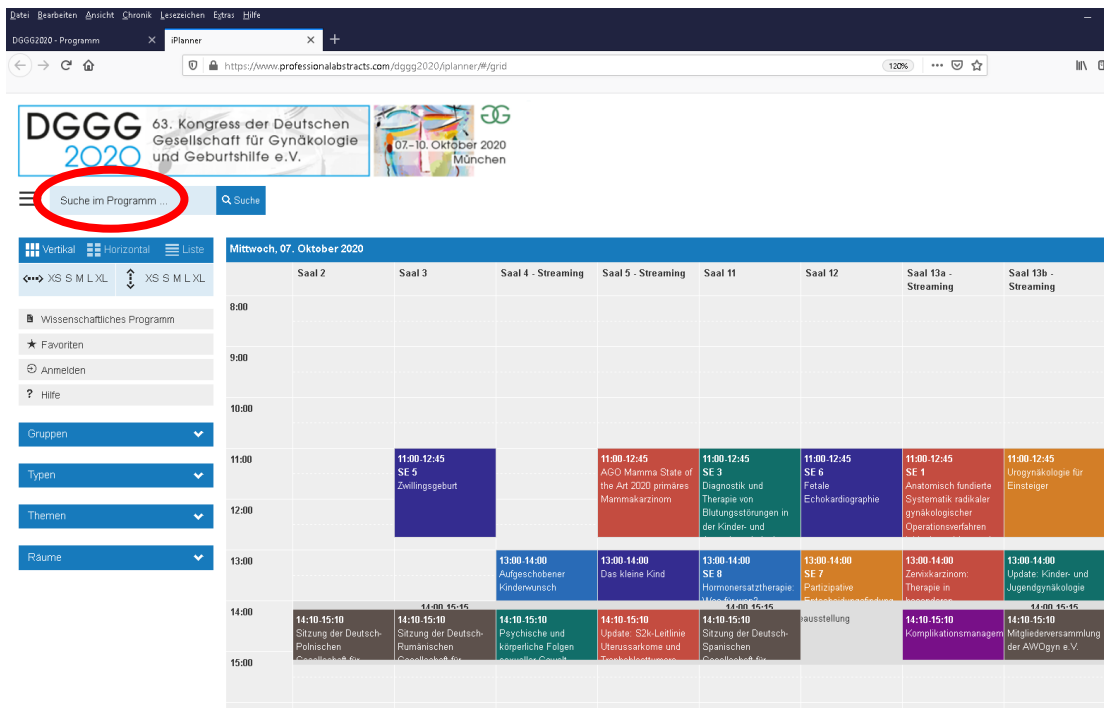 Datei Bearbeiten Ansicht Chronik Lesezeichen Extras Hilfe
DGGG2020 - Programm
iPlanner
https://www.professionalabstracts.com/dggg2020/iplanner/#/grid
120%
DGGG 2020
63. Kongress der Deutschen
Gesellschaft für Gynäkologie
und Geburtshilfe e.V.
07.-10. Oktober 2020
München
Suche im Programm ...
Suche
Vertikal Horizontal Liste
XS S M L XL XS S M L XL
Wissenschaftliches Programm
Favoriten
Anmelden
? Hilfe
Gruppen
Typen
Themen
Räume
Mittwoch, 07. Oktober 2020
Saal 2
Saal 3
Saal 4 - Streaming
Saal 5 - Streaming
Saal 11
Saal 12
Saal 13a -
Streaming
Saal 13b -
Streaming
8:00
9:00
10:00
11:00
11:00-12:45
SE 5
Zwillingsgeburt
11:00-12:45
AGO Mamma State of
the Art 2020 primäres
Mammakarzinom
11:00-12:45
SE 3
Diagnostik und
Therapie von
Blutungsstörungen in
der Kinder- und
11:00-12:45
SE 6
Fetale
Echokardiographie
11:00-12:45
SE 1
Anatomisch fundierte
Systematik radikaler
gynäkologischer
Operationsverfahren
11:00-12:45
Urogynäkologie für
Einsteiger
12:00
13:00
13:00-14:00
Aufgeschobener
Kinderwunsch
13:00-14:00
Das kleine Kind
13:00-14:00
SE 8
Hormonersatztherapie:
13:00-14:00
SE 7
Partizipative
13:00-14:00
Zervixkarzinom:
Therapie in
13:00-14:00
Update: Kinder- und
Jugendgynäkologie
14:00
14:00-15:15
14:00-15:15
14:00-15:15
eausstellung
14:10-15:10
Sitzung der Deutsch-
Polnischen
14:10-15:10
Sitzung der Deutsch-
Rumänischen
14:10-15:10
Psychische und
körperliche Folgen
14:10-15:10
Update: S2k-Leitlinie
Uterussarkome und
14:10-15:10
Sitzung der Deutsch-
Spanischen
14:10-15:10
Komplikationsmanagem
14:10-15:10
Mitgliederversammlung
der AWOgyn e.V.
15:00